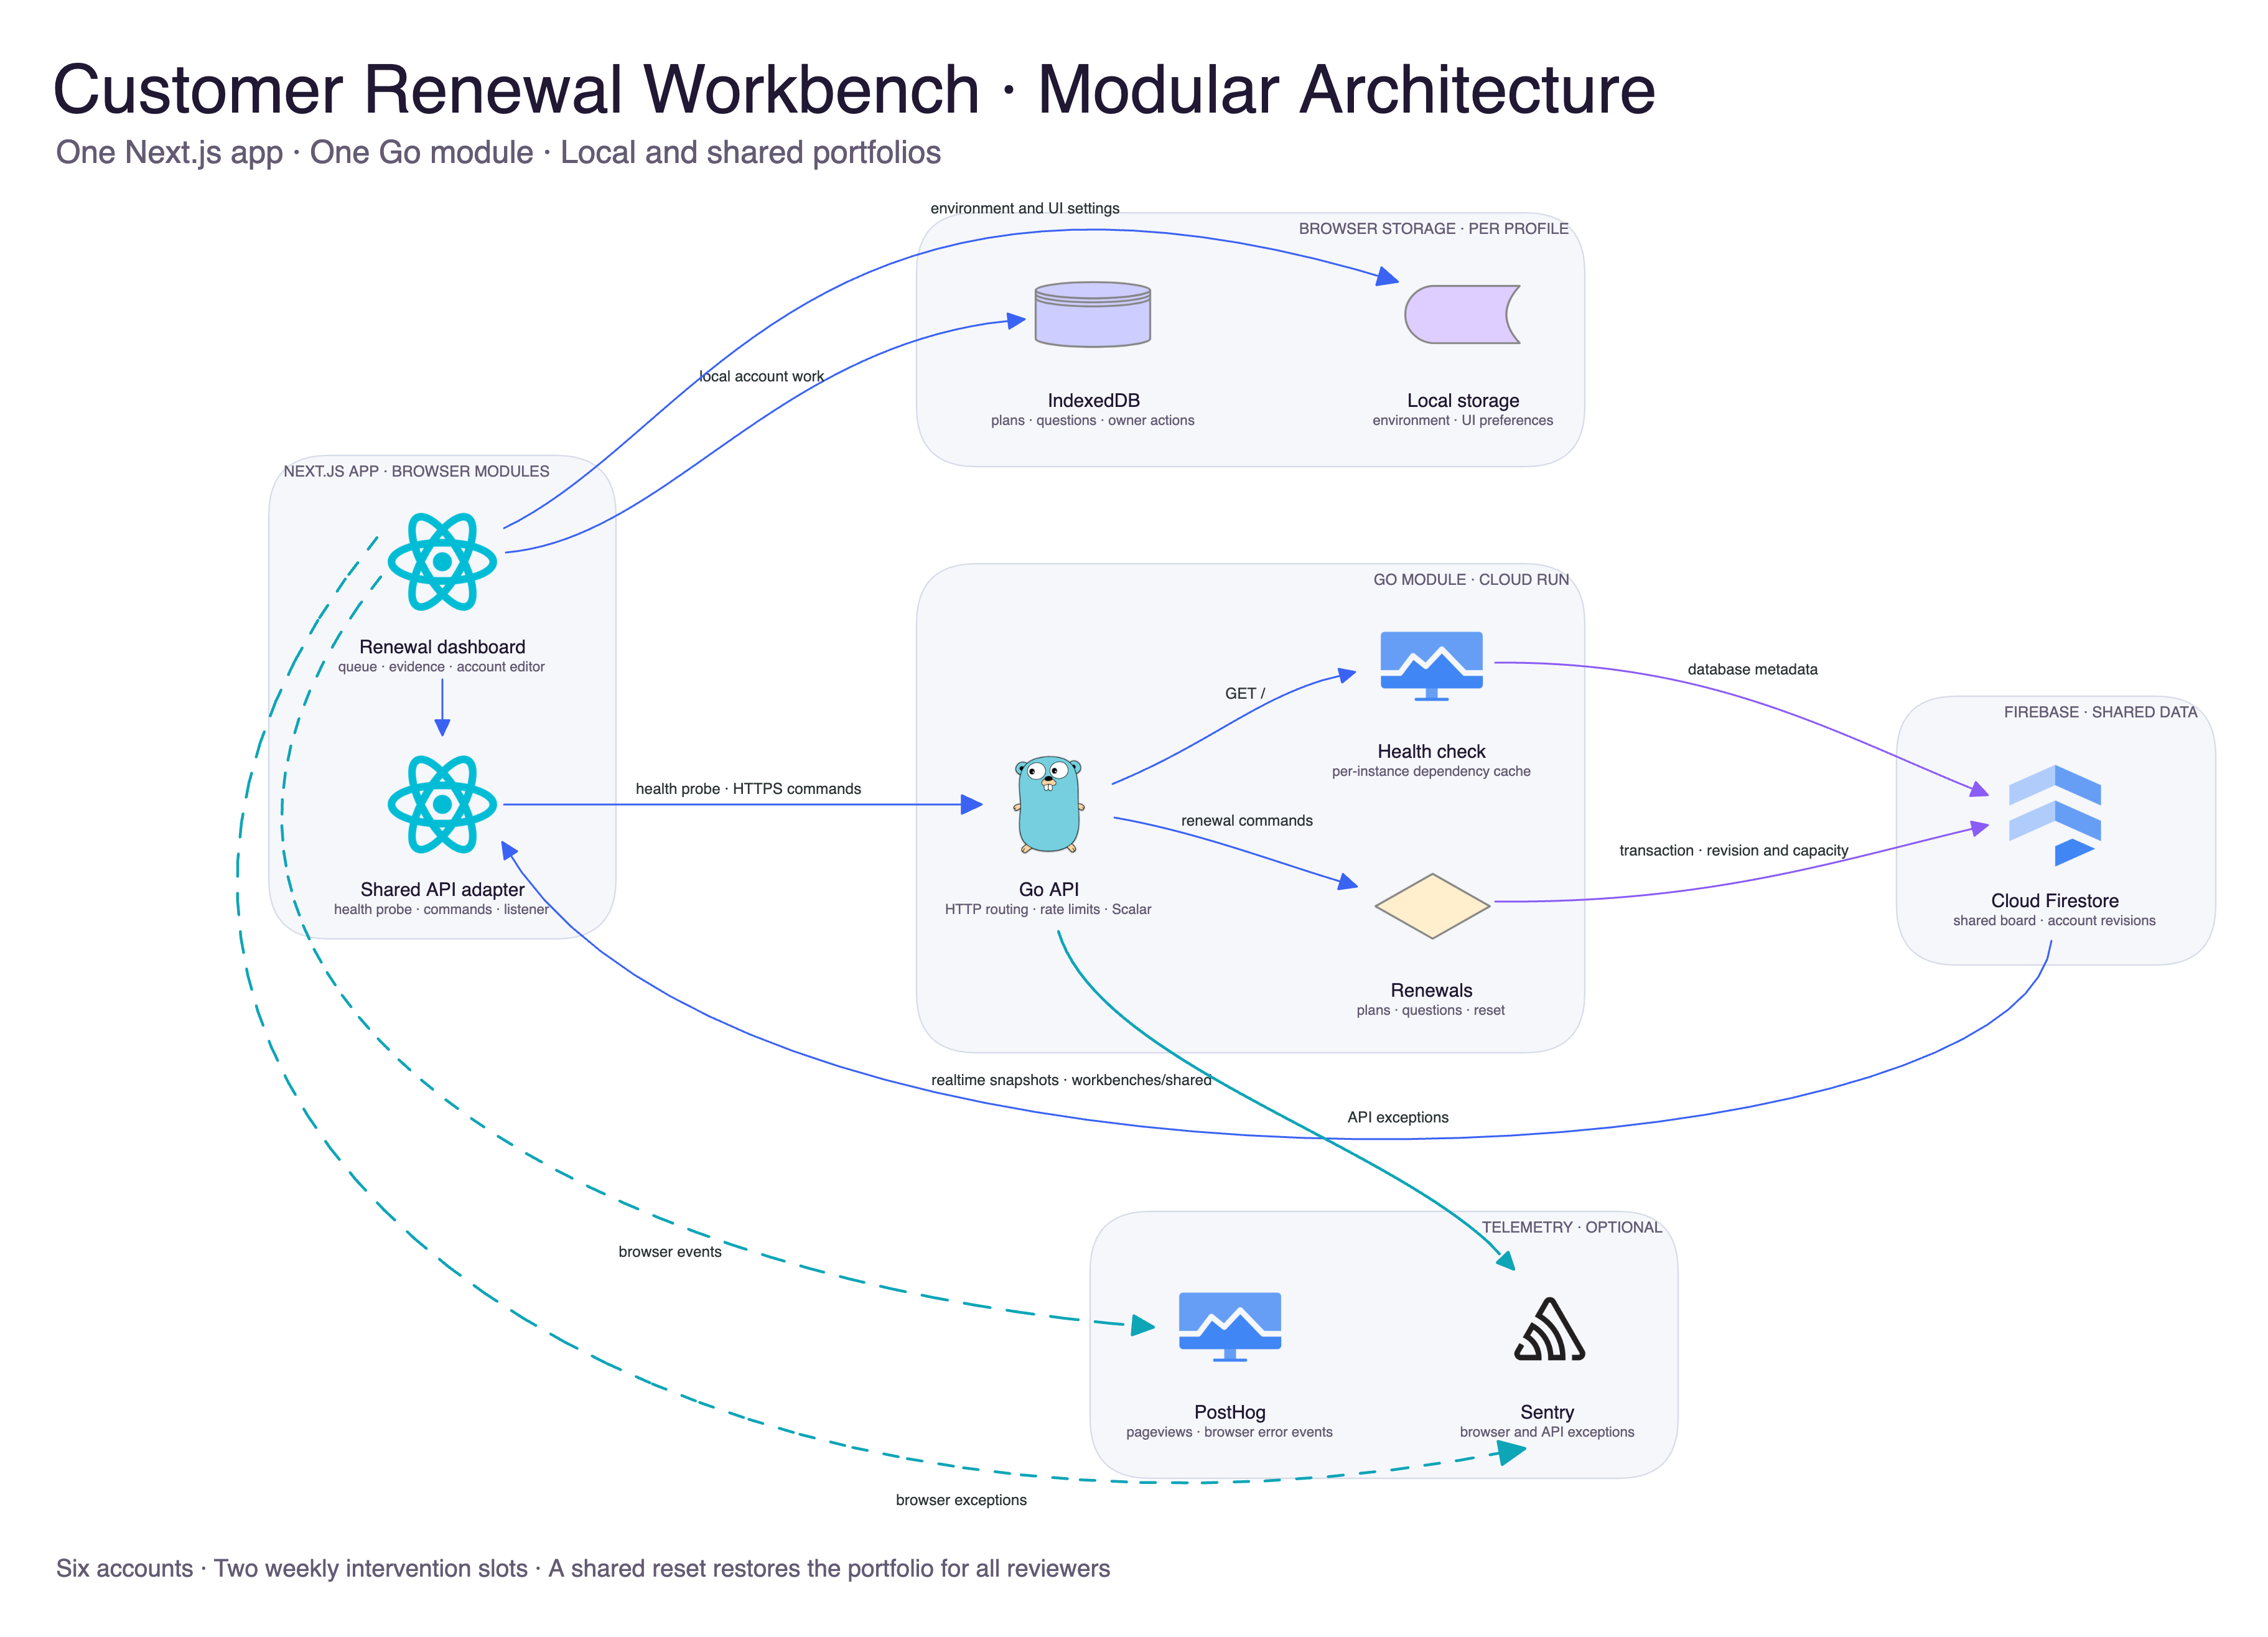 Customer Renewal Workbench · Modular Architecture
One Next.js app · One Go module · Local and shared portfolios
environment and UI settings
BROWSER STORAGE · PER PROFILE
local account work
IndexedDB
plans · questions · owner actions
Local storage
environment · UI preferences
NEXT.JS APP · BROWSER MODULES
Renewal dashboard
queue · evidence · account editor
Shared API adapter
health probe · commands · listener
health probe · HTTPS commands
GO MODULE · CLOUD RUN
GET /
Health check
per-instance dependency cache
renewal commands
Go API
HTTP routing · rate limits · Scalar
Renewals
plans · questions · reset
database metadata
transaction · revision and capacity
FIREBASE · SHARED DATA
Cloud Firestore
shared board · account revisions
realtime snapshots · workbenches/shared
API exceptions
browser events
TELEMETRY · OPTIONAL
PostHog
pageviews · browser error events
Sentry
browser and API exceptions
browser exceptions
Six accounts · Two weekly intervention slots · A shared reset restores the portfolio for all reviewers